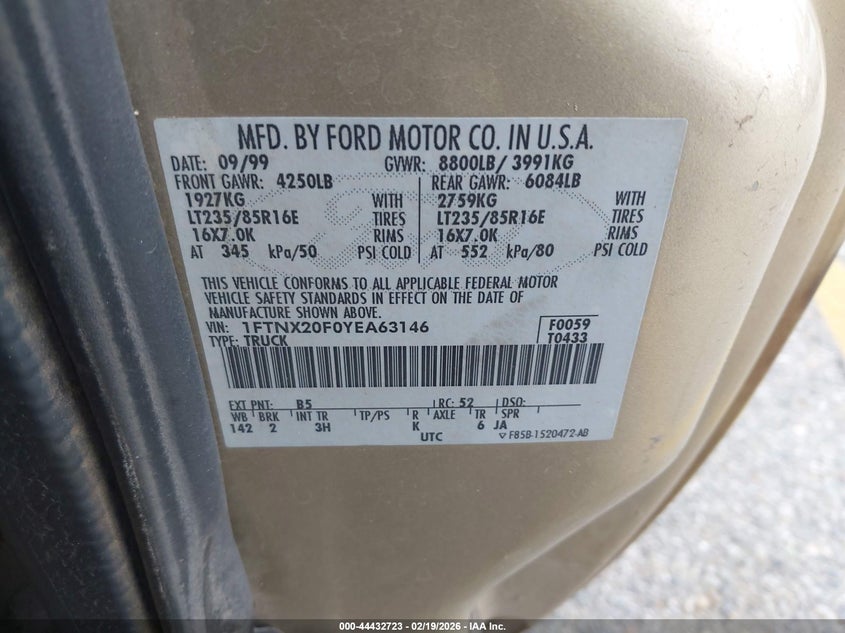 MFD. BY FORD MOTOR CO. IN U.S.A.
DATE: 09/99 GVWR: 8800LB/ 3991KG
FRONT GAWR: 4250LB REAR GAWR: 6084LB
1927KG WITH 2759KG WITH
LT235/85R16E TIRES LT235/85R16E TIRES
16X7.0K RIMS 16X7.0K RIMS
AT 345 kPa/50 PSI COLD AT 552 kPa/80 PSI COLD
THIS VEHICLE CONFORMS TO ALL APPLICABLE FEDERAL MOTOR
VEHICLE SAFETY STANDARDS IN EFFECT ON THE DATE OF
MANUFACTURE SHOWN ABOVE.
VIN: 1FTNX20F0YEA63146 F0059
TYPE: TRUCK T0433
EXT PNT: B5 RC: 52 DSO:
WB BRK INT TR TP/PS R AXLE TR SPR
142 2 3H K 6 JA
UTC F85B-1520472-AB
000-44432723 - 02/19/2026 - IAA Inc.